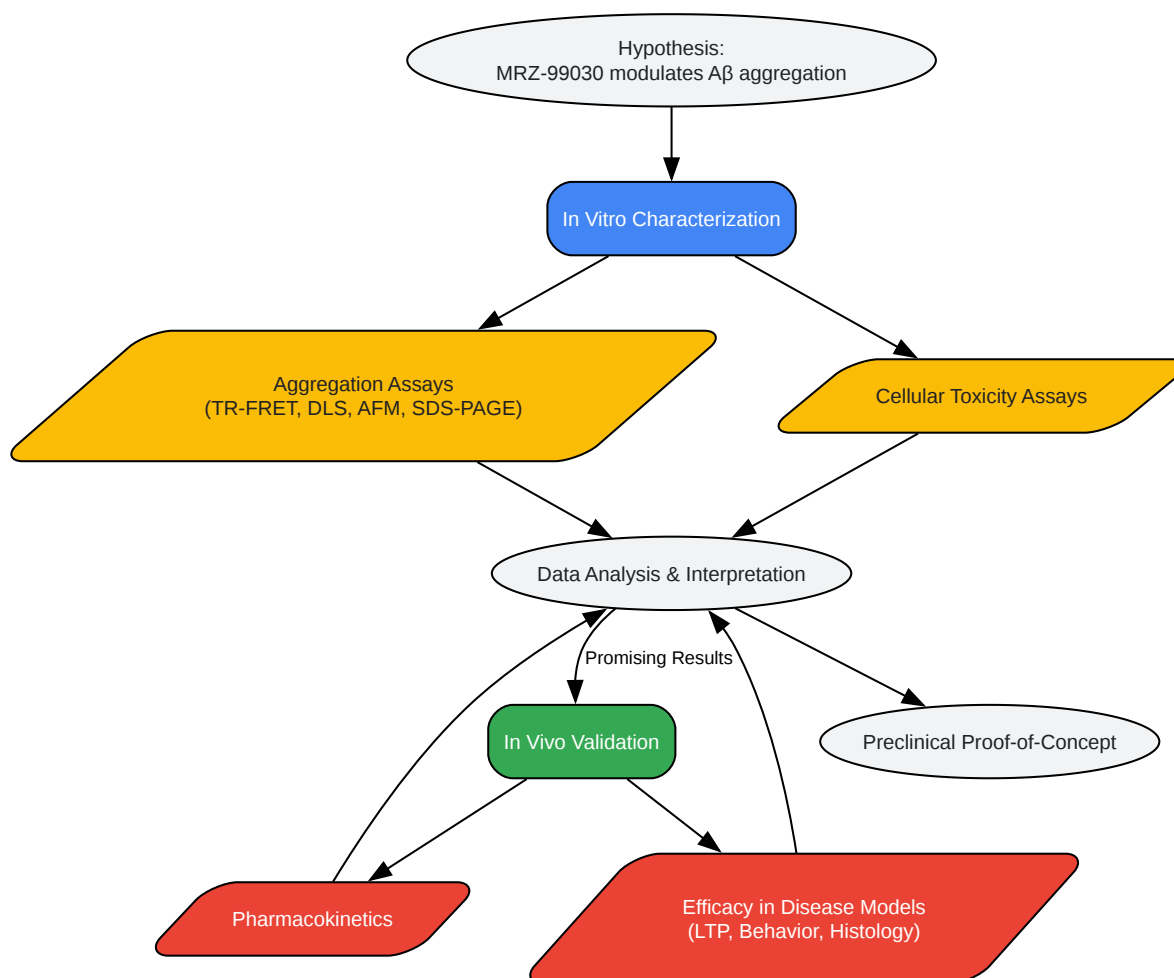 Hypothesis:
MRZ-99030 modulates Aβ aggregation
In Vitro Characterization
Aggregation Assays
(TR-FRET, DLS, AFM, SDS-PAGE)
Cellular Toxicity Assays
Data Analysis & Interpretation
Promising Results
In Vivo Validation
Preclinical Proof-of-Concept
Pharmacokinetics
Efficacy in Disease Models
(LTP, Behavior, Histology)